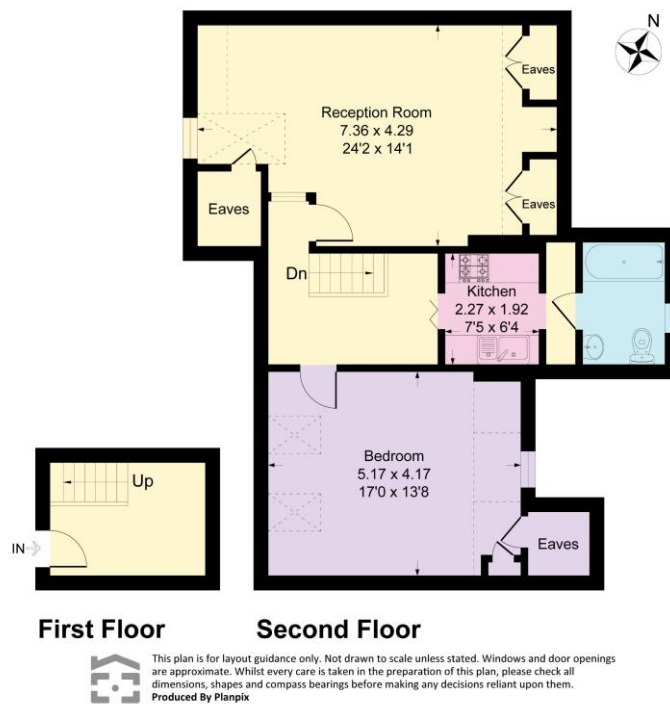 N
Reception Room
7.36 x 4.29
24'2 x 14'1
Eaves
Eaves
Eaves
Dn
Kitchen
2.27 x 1.92
7'5 x 6'4
Bedroom
5.17 x 4.17
17'0 x 13'8
Eaves
Up
IN
First Floor
Second Floor
This plan is for layout guidance only. Not drawn to scale unless stated. Windows and door openings
are approximate. Whilst every care is taken in the preparation of this plan, please check all
dimensions, shapes and compass bearings before making any decisions reliant upon them.
Produced By Planpix